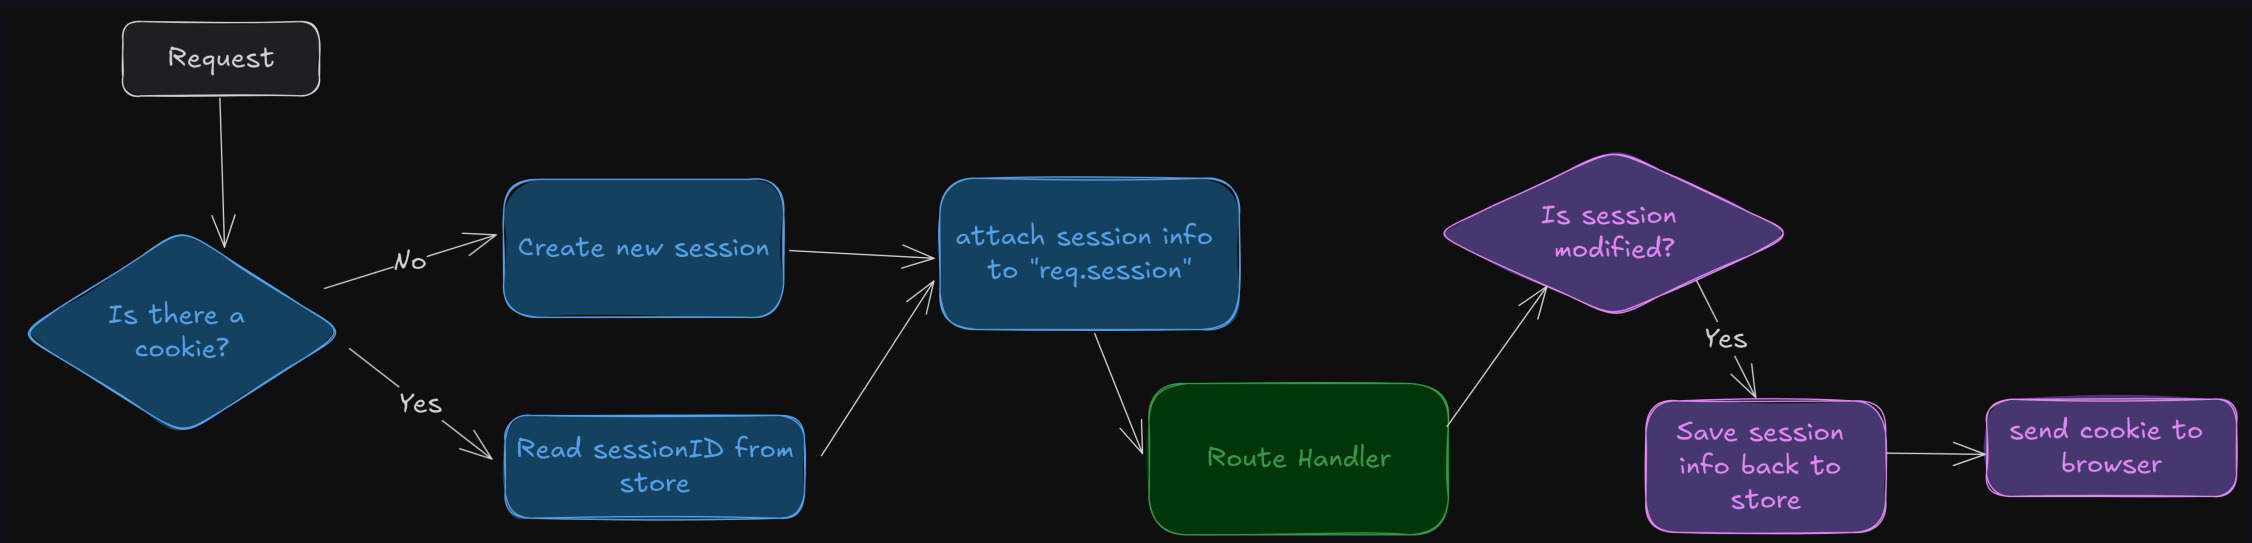 Request
Is there a
cookie?
No
Yes
Create new session
Read sessionID from
store
attach session info
to "req.session"
Route Handler
Is session
modified?
Yes
Save session
info back to
store
send cookie to
browser